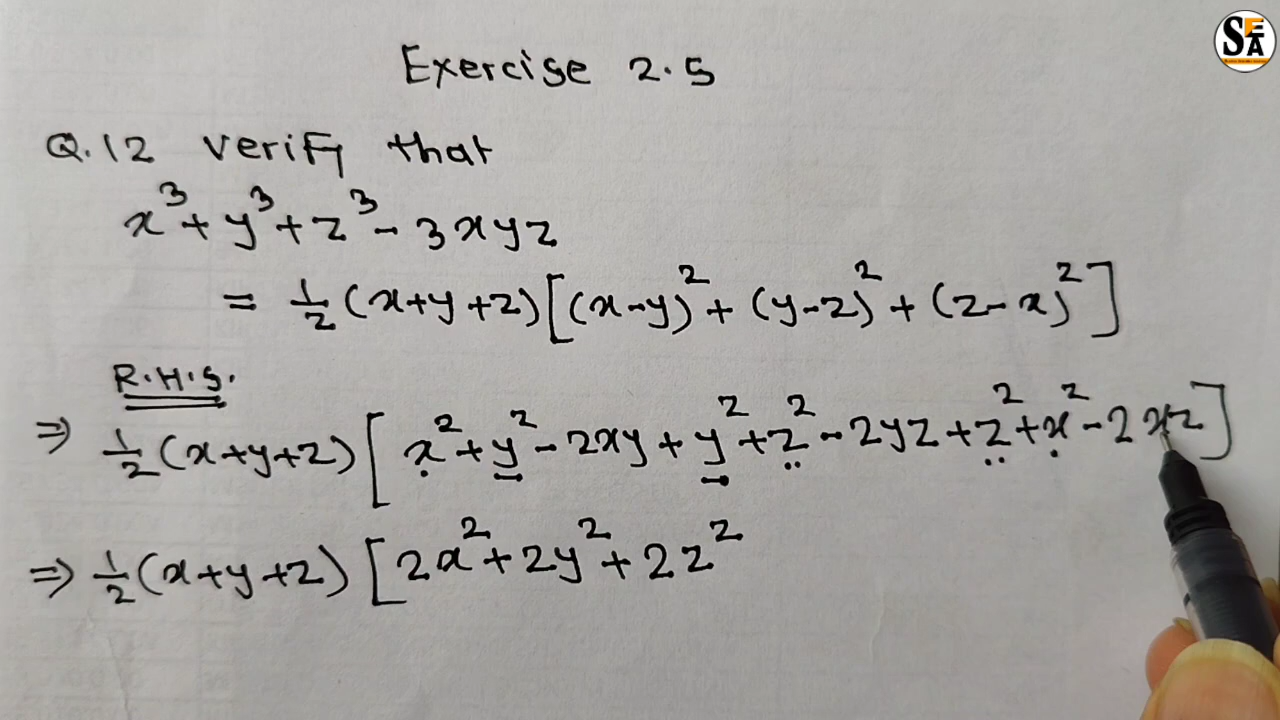 SFTA
Exercise 2.5
Q.12 Verify that
x³ + y³ + z³ - 3xyz
= ½ (x+y+z) [(x-y)² + (y-z)² + (z-x)²]
R.H.S.
⇒ ½ (x+y+z) [x² + y² - 2xy + y² + z² - 2yz + z² + x² - 2xz]
⇒ ½ (x+y+z) [2x² + 2y² + 2z²